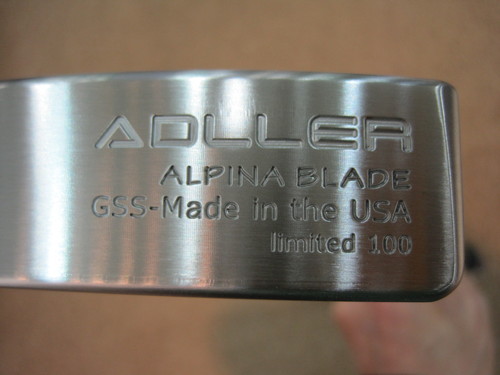 ADLLER
ALPINA BLADE
GSS-Made in the USA
limited 100